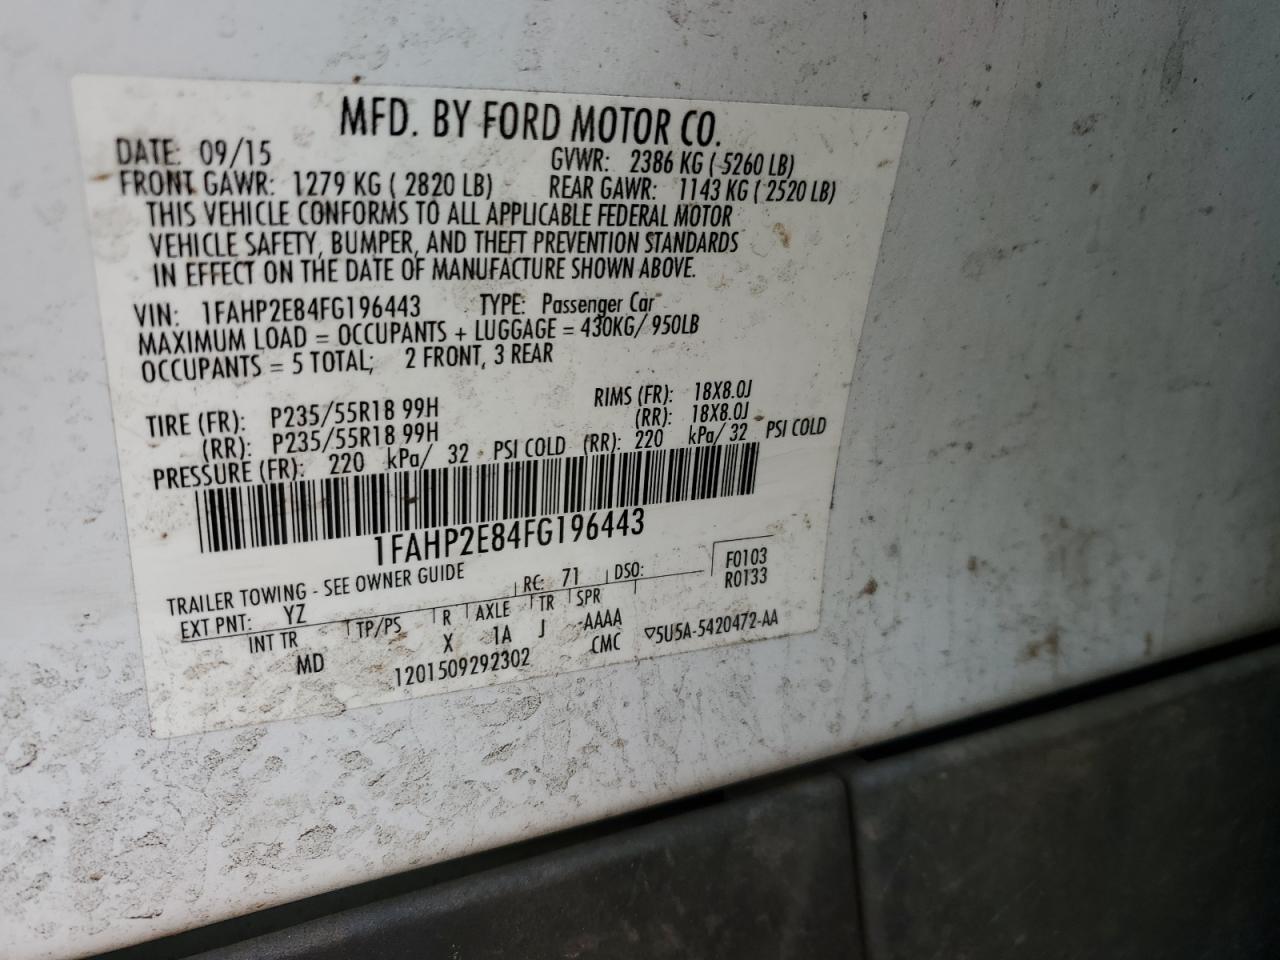 MFD. BY FORD MOTOR CO.
DATE: 09/15 GVWR: 2386 KG ( 5260 LB)
FRONT GAWR: 1279 KG ( 2820 LB) REAR GAWR: 1143 KG ( 2520 LB)
THIS VEHICLE CONFORMS TO ALL APPLICABLE FEDERAL MOTOR
VEHICLE SAFETY, BUMPER, AND THEFT PREVENTION STANDARDS
IN EFFECT ON THE DATE OF MANUFACTURE SHOWN ABOVE.
VIN: 1FAHP2E84FG196443 TYPE: Passenger Car
MAXIMUM LOAD = OCCUPANTS + LUGGAGE = 430KG/ 950LB
OCCUPANTS = 5 TOTAL; 2 FRONT, 3 REAR
TIRE (FR): P235/55R18 99H RIMS (FR): 18X8.0J
(RR): P235/55R18 99H (RR): 18X8.0J
PRESSURE (FR): 220 kPa/ 32 PSI COLD (RR): 220 kPa/ 32 PSI COLD
1FAHP2E84FG196443
TRAILER TOWING - SEE OWNER GUIDE F0103
EXT PNT: YZ RC: 71 DSO: R0133
INT TR TP/PS R AXLE TR SPR
MD X 1A J AAAA
1201509292302 CMC ▽5U5A-5420472-AA